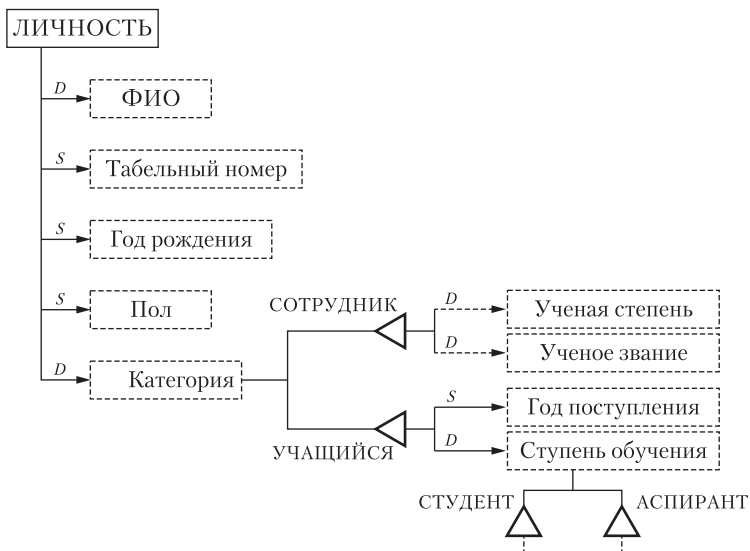 ЛИЧНОСТЬ
D
ФИО
S
Табельный номер
S
Год рождения
S
Пол
D
Категория
СОТРУДНИК
D
Ученая степень
D
Ученое звание
УЧАЩИЙСЯ
S
Год поступления
D
Ступень обучения
СТУДЕНТ
АСПИРАНТ